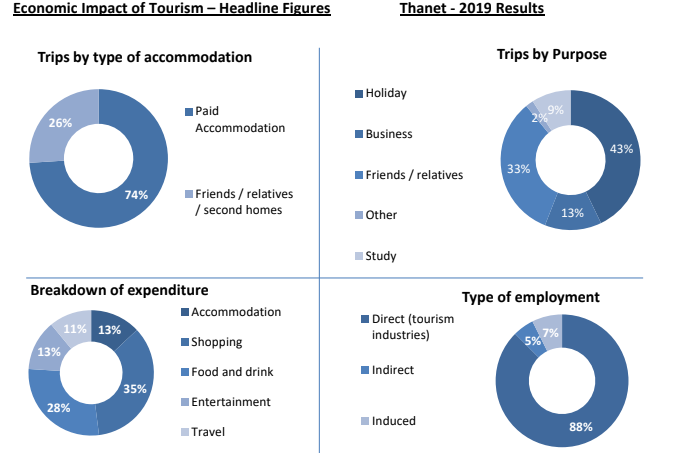 Economic Impact of Tourism – Headline Figures
Thanet - 2019 Results
Trips by type of accommodation
26%
74%
Paid
Accommodation
Friends / relatives
/ second homes
Trips by Purpose
Holiday
Business
Friends / relatives
Other
Study
9%
2%
43%
33%
13%
Breakdown of expenditure
11%
13%
13%
35%
28%
Accommodation
Shopping
Food and drink
Entertainment
Travel
Type of employment
Direct (tourism
industries)
Indirect
Induced
7%
5%
88%